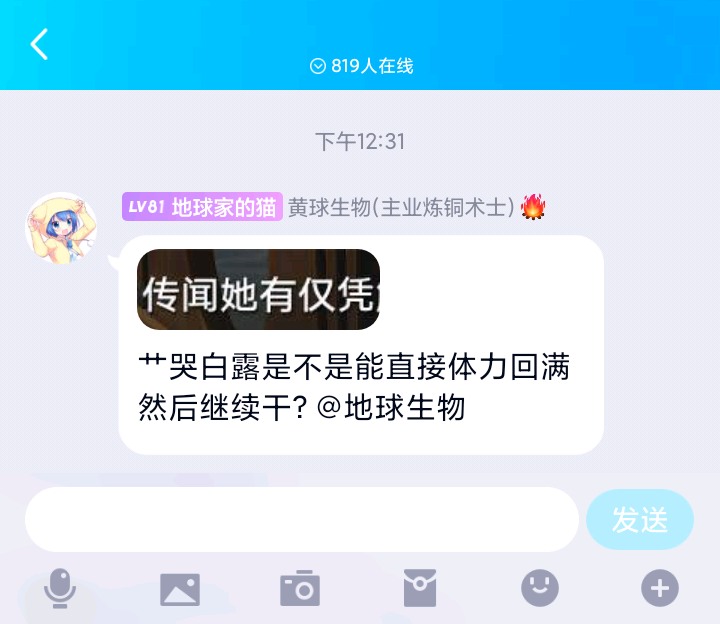 819人在线
下午12:31
LV81 地球家的猫 黄球生物(主业炼铜术士)
传闻她有仅凭
艹哭白露是不是能直接体力回满
然后继续干? @地球生物
发送